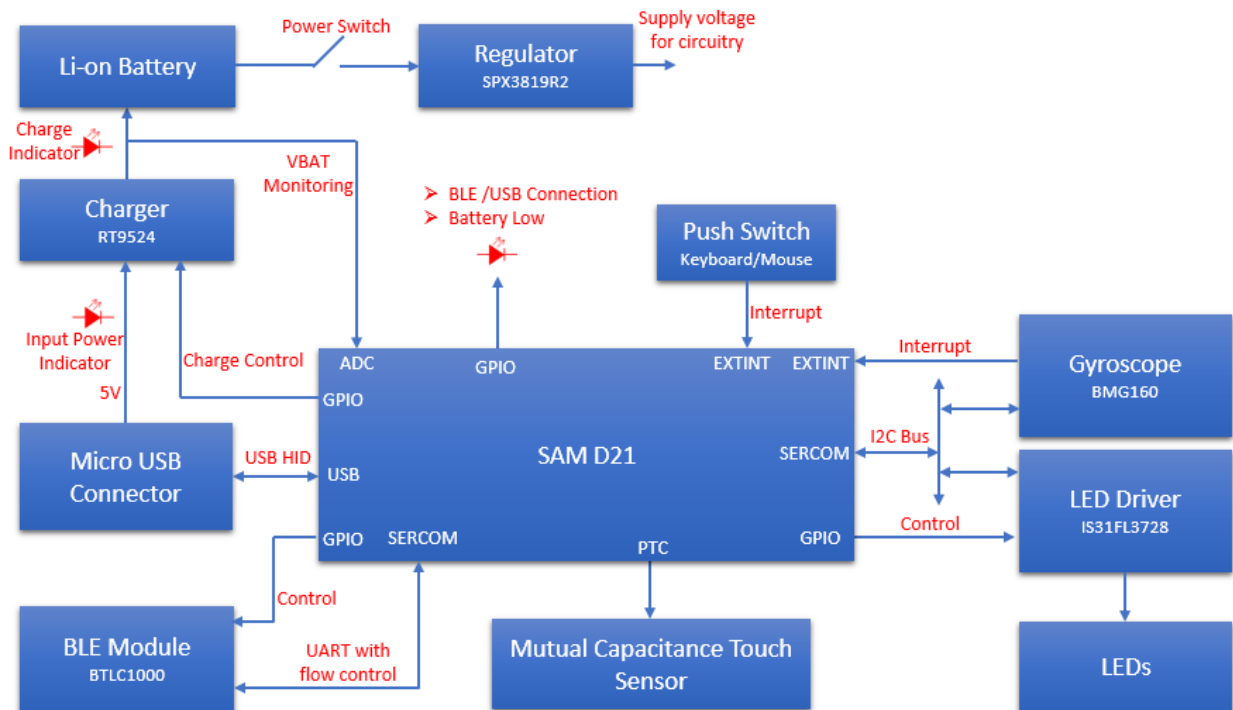 Li-on Battery
Power Switch
Regulator
SPX3819R2
Supply voltage
for circuitry
Charge
Indicator
VBAT
Monitoring
Charger
RT9524
➢ BLE /USB Connection
➢ Battery Low
Push Switch
Keyboard/Mouse
Input Power
Indicator
5V
Charge Control
Interrupt
Interrupt
Gyroscope
BMG160
ADC
GPIO
EXTINT
EXTINT
GPIO
SAM D21
SERCOM
I2C Bus
Micro USB
Connector
USB HID
USB
LED Driver
IS31FL3728
GPIO
SERCOM
PTC
GPIO
Control
Control
BLE Module
BTLC1000
UART with
flow control
Mutual Capacitance Touch
Sensor
LEDs